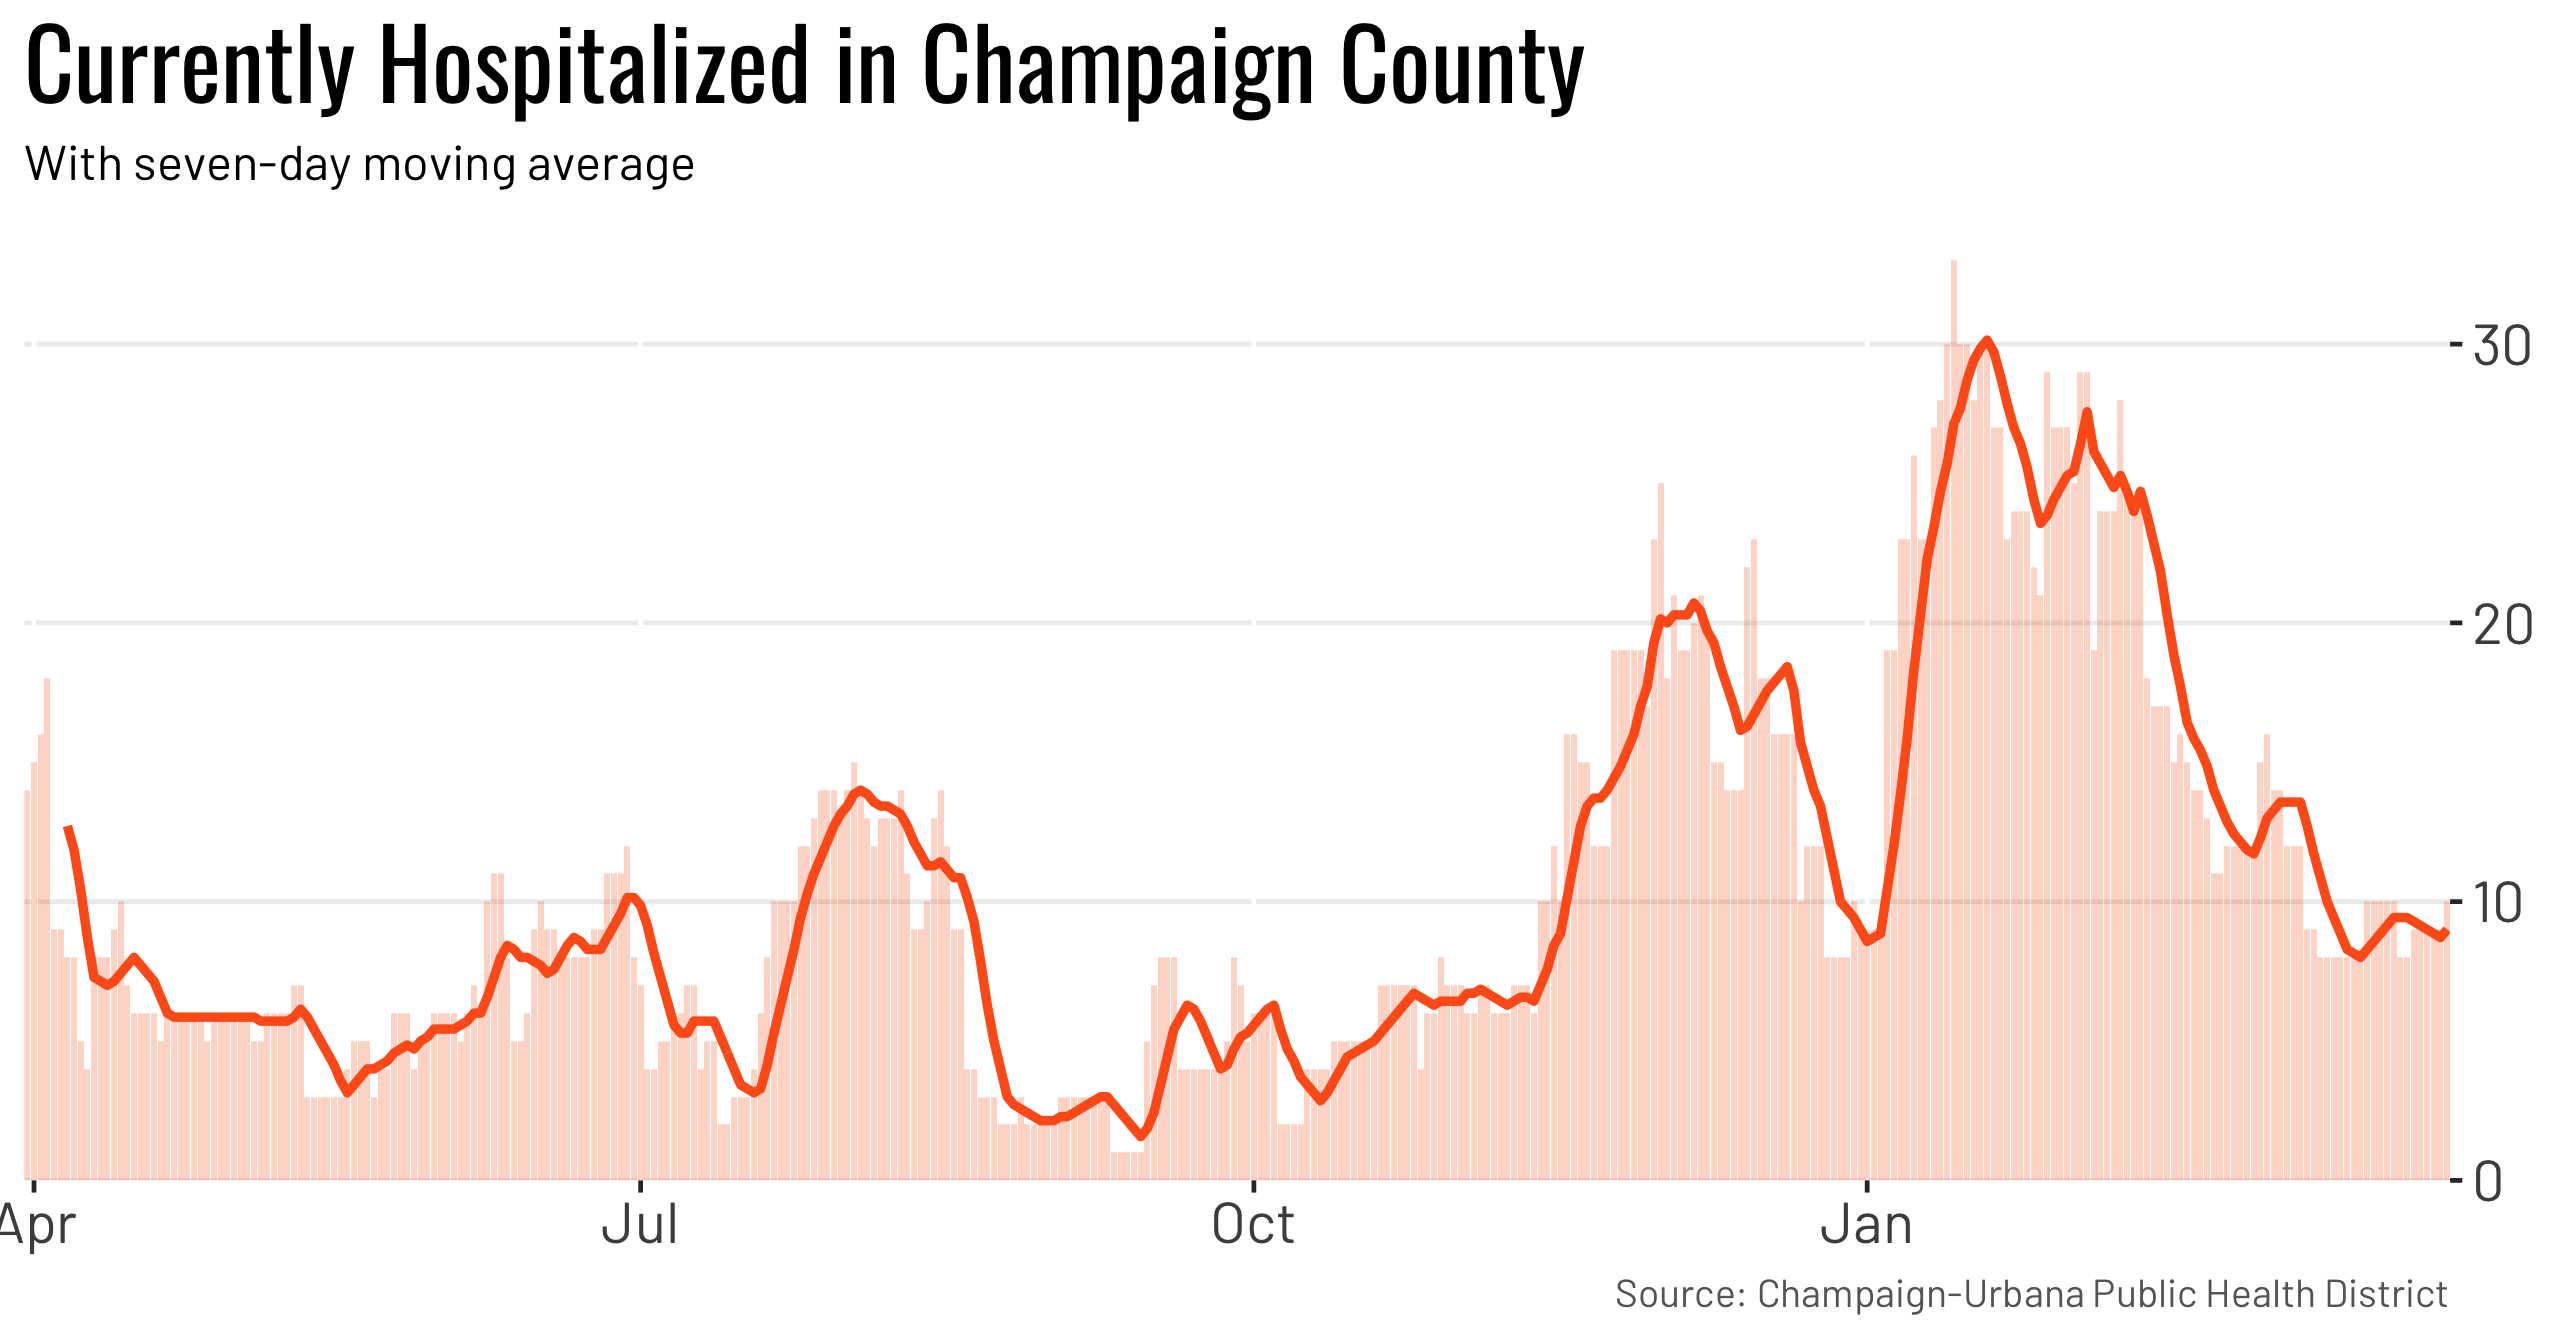 Currently Hospitalized in Champaign County
With seven-day moving average
30
20
10
0
Apr Jul Oct Jan
Source: Champaign-Urbana Public Health District